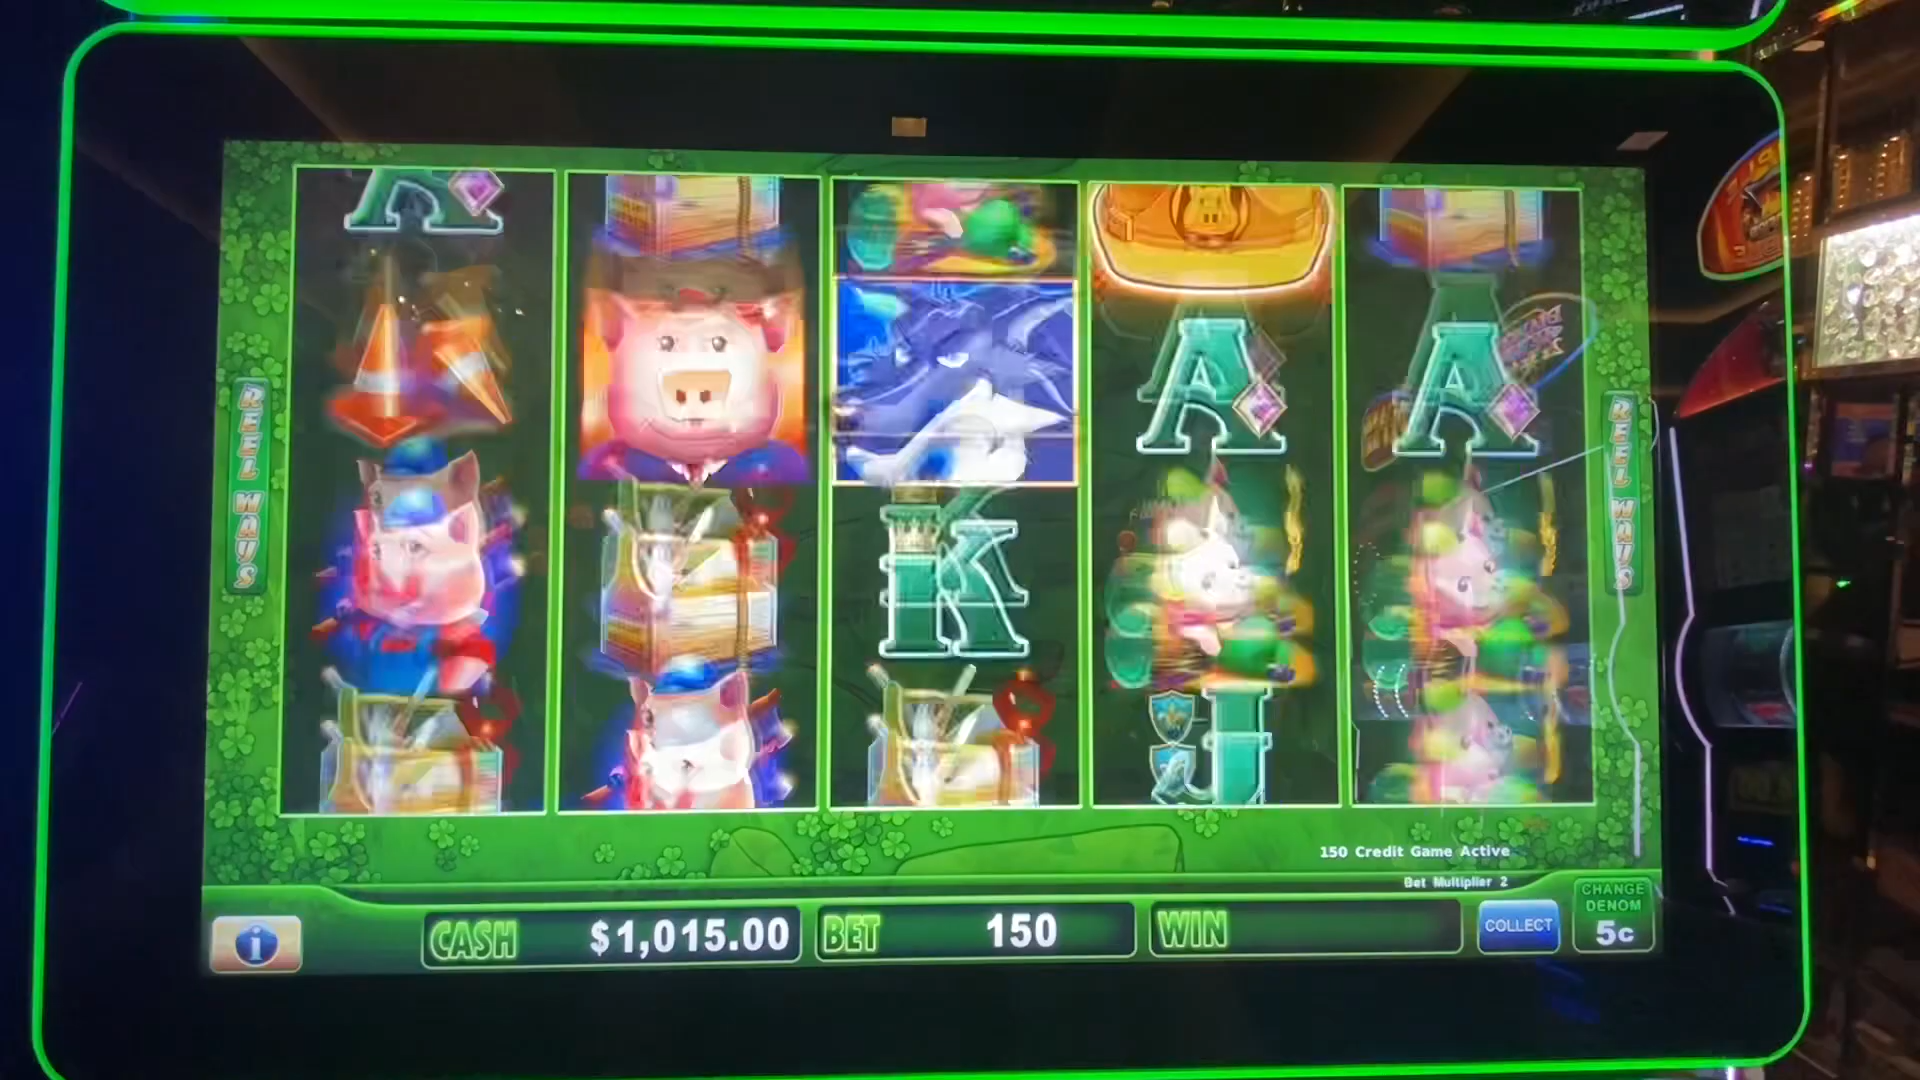 A
A
A
K
J
REEL WAYS
REEL WAYS
150 Credit Game Active
Bet Multiplier 2
CASH $1,015.00
BET 150
WIN
COLLECT
CHANGE
DENOM
5c